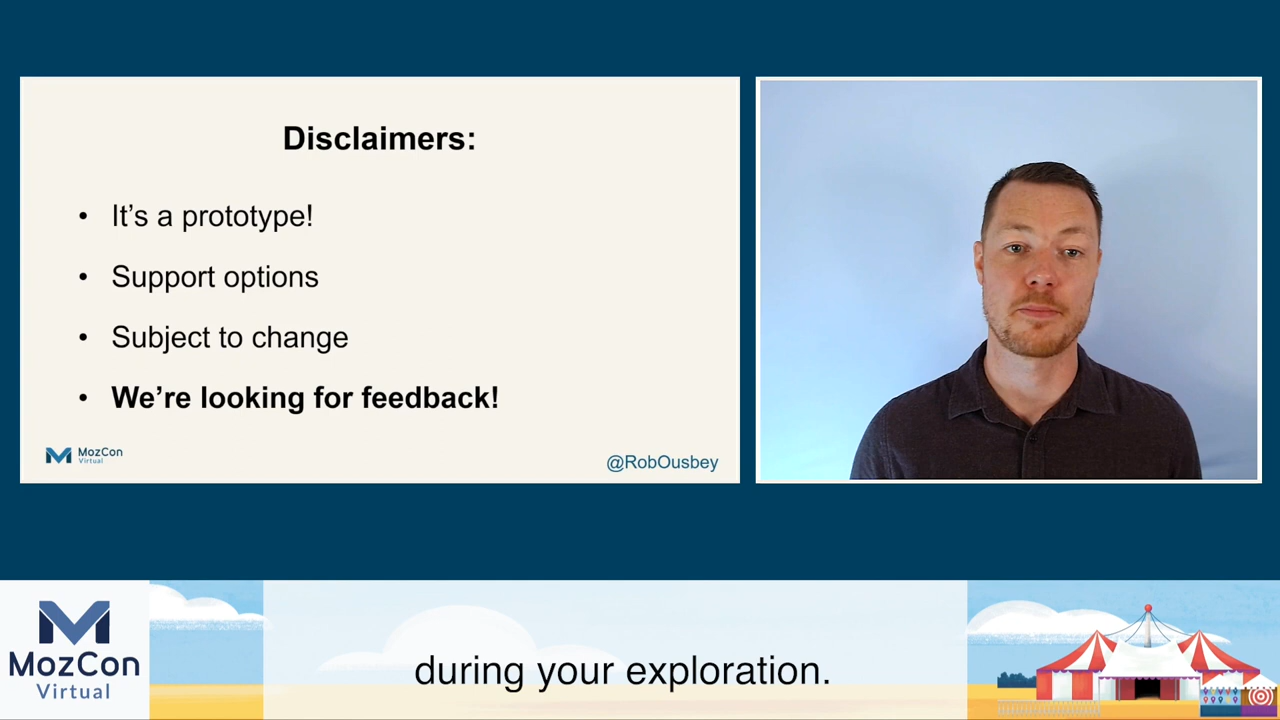 Disclaimers:
• It’s a prototype!
• Support options
• Subject to change
• We’re looking for feedback!
MozCon
Virtual
@RobOusbey
MozCon
Virtual
during your exploration.